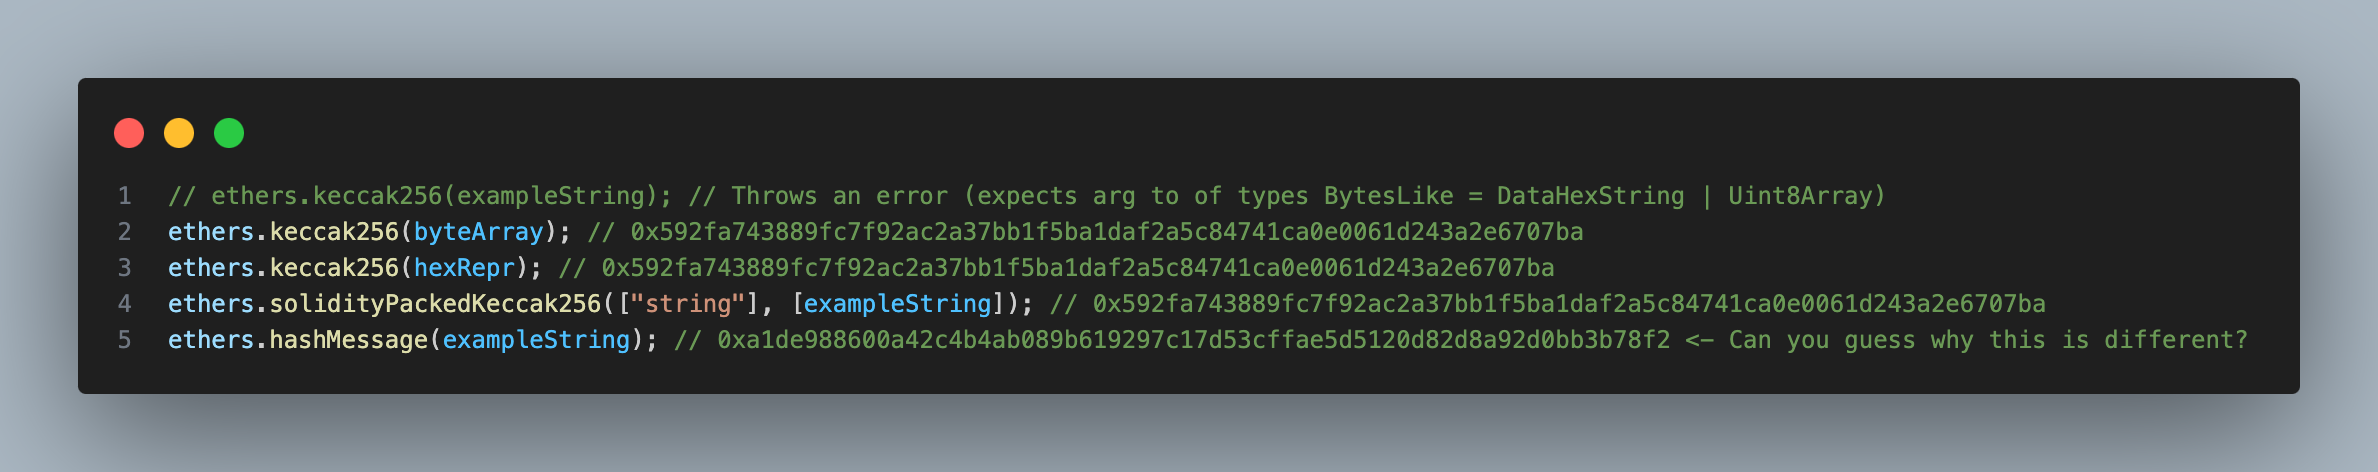 1 // ethers.keccak256(exampleString); // Throws an error (expects arg to of types BytesLike = DataHexString | Uint8Array)
2 ethers.keccak256(byteArray); // 0x592fa743889fc7f92ac2a37bb1f5ba1daf2a5c84741ca0e0061d243a2e6707ba
3 ethers.keccak256(hexRepr); // 0x592fa743889fc7f92ac2a37bb1f5ba1daf2a5c84741ca0e0061d243a2e6707ba
4 ethers.solidityPackedKeccak256(["string"], [exampleString]); // 0x592fa743889fc7f92ac2a37bb1f5ba1daf2a5c84741ca0e0061d243a2e6707ba
5 ethers.hashMessage(exampleString); // 0xa1de988600a42c4b4ab089b619297c17d53cffae5d5120d82d8a92d0bb3b78f2 <- Can you guess why this is different?